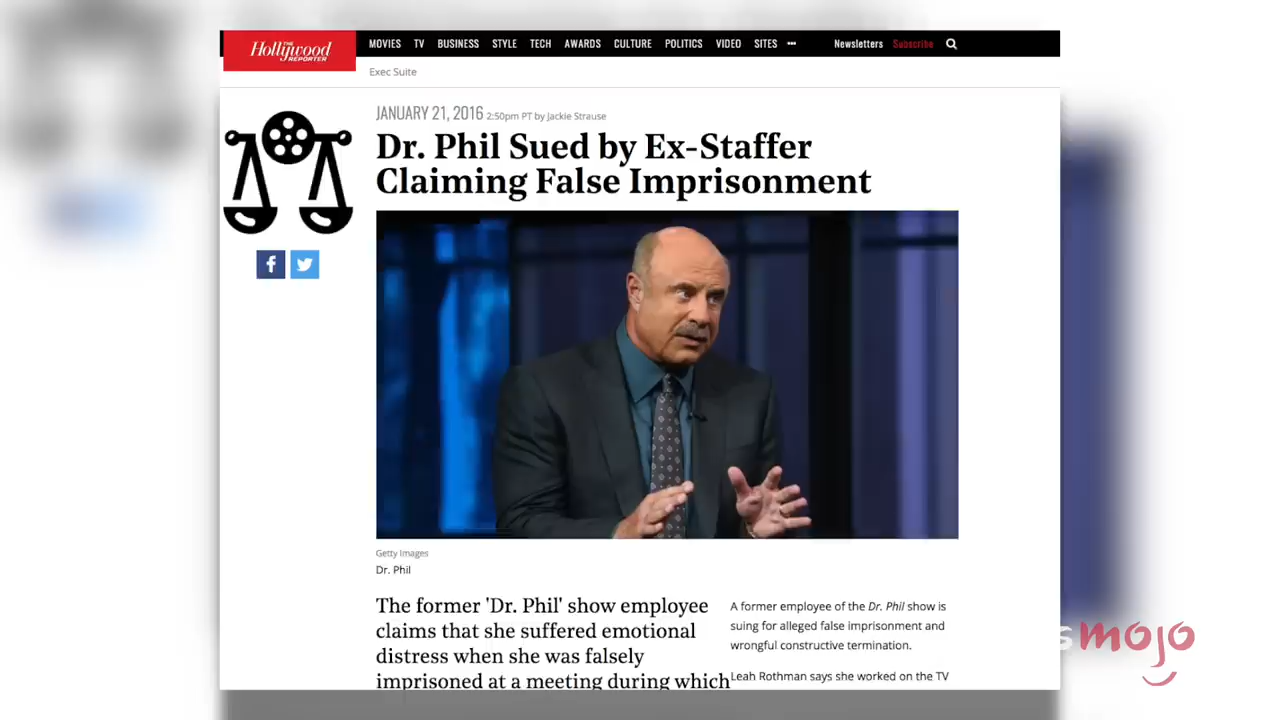 THE
Hollywood
REPORTER
MOVIES TV BUSINESS STYLE TECH AWARDS CULTURE POLITICS VIDEO SITES ••• Newsletters Subscribe
Exec Suite
JANUARY 21, 2016 2:50pm PT by Jackie Strause
Dr. Phil Sued by Ex-Staffer
Claiming False Imprisonment
Getty Images
Dr. Phil
The former 'Dr. Phil' show employee
claims that she suffered emotional
distress when she was falsely
imprisoned at a meeting during which
A former employee of the Dr. Phil show is
suing for alleged false imprisonment and
wrongful constructive termination.
Leah Rothman says she worked on the TV
smojo